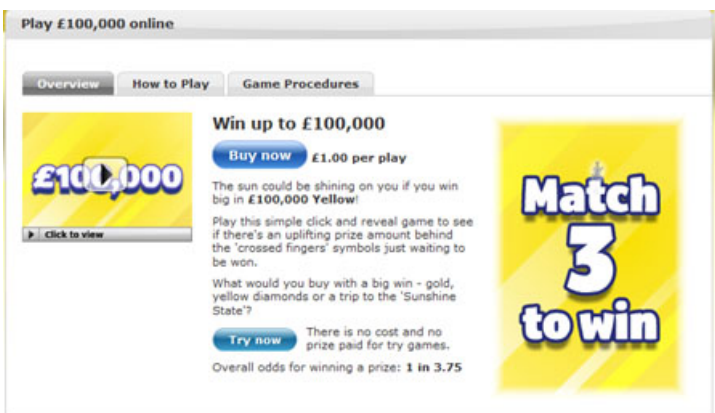 Play £100,000 online
Overview
How to Play
Game Procedures
£100,000
Click to view
Win up to £100,000
Buy now £1.00 per play
The sun could be shining on you if you win
big in £100,000 Yellow!
Play this simple click and reveal game to see
if there's an uplifting prize amount behind
the 'crossed fingers' symbols just waiting to
be won.
What would you buy with a big win - gold,
yellow diamonds or a trip to the 'Sunshine
State'?
Try now
There is no cost and no
prize paid for try games.
Overall odds for winning a prize: 1 in 3.75
Match
3
to win